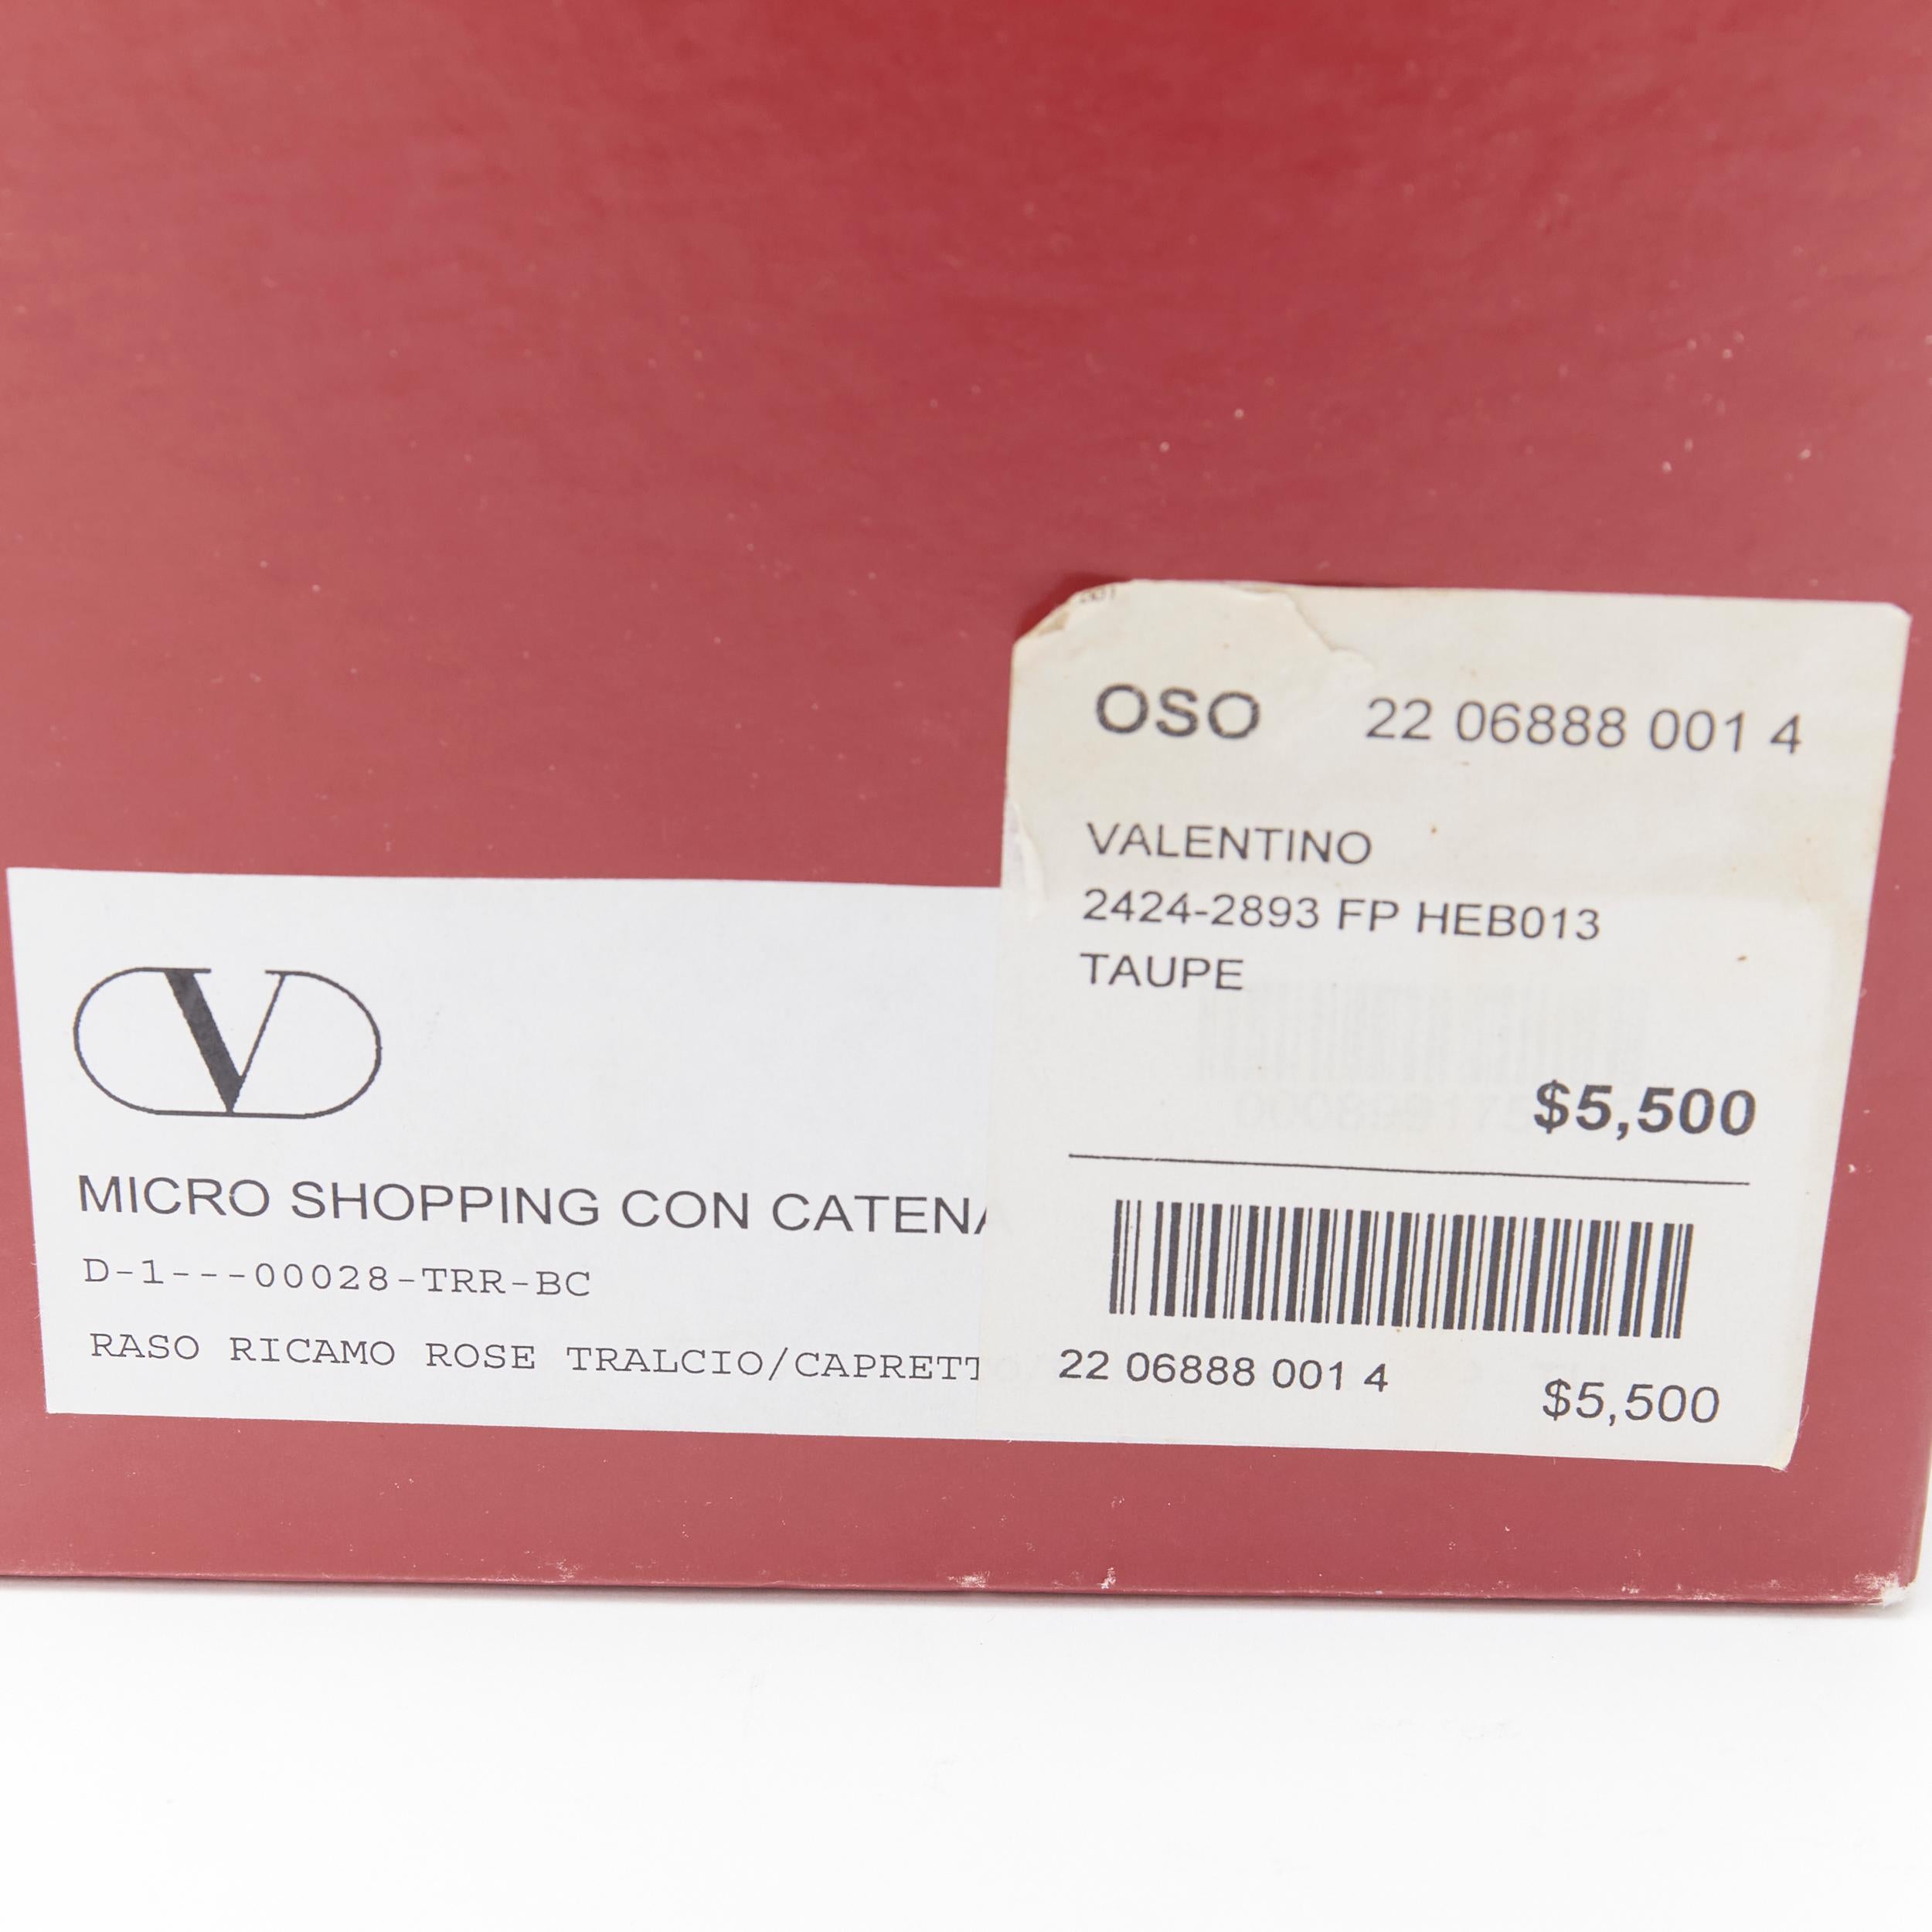 OSO 22 06888 001 4
VALENTINO
2424-2893 FP HEB013
TAUPE
$5,500
22 06888 001 4 $5,500
V
MICRO SHOPPING CON CATENA
D-1---00028-TRR-BC
RASO RICAMO ROSE TRALCIO/CAPRETT